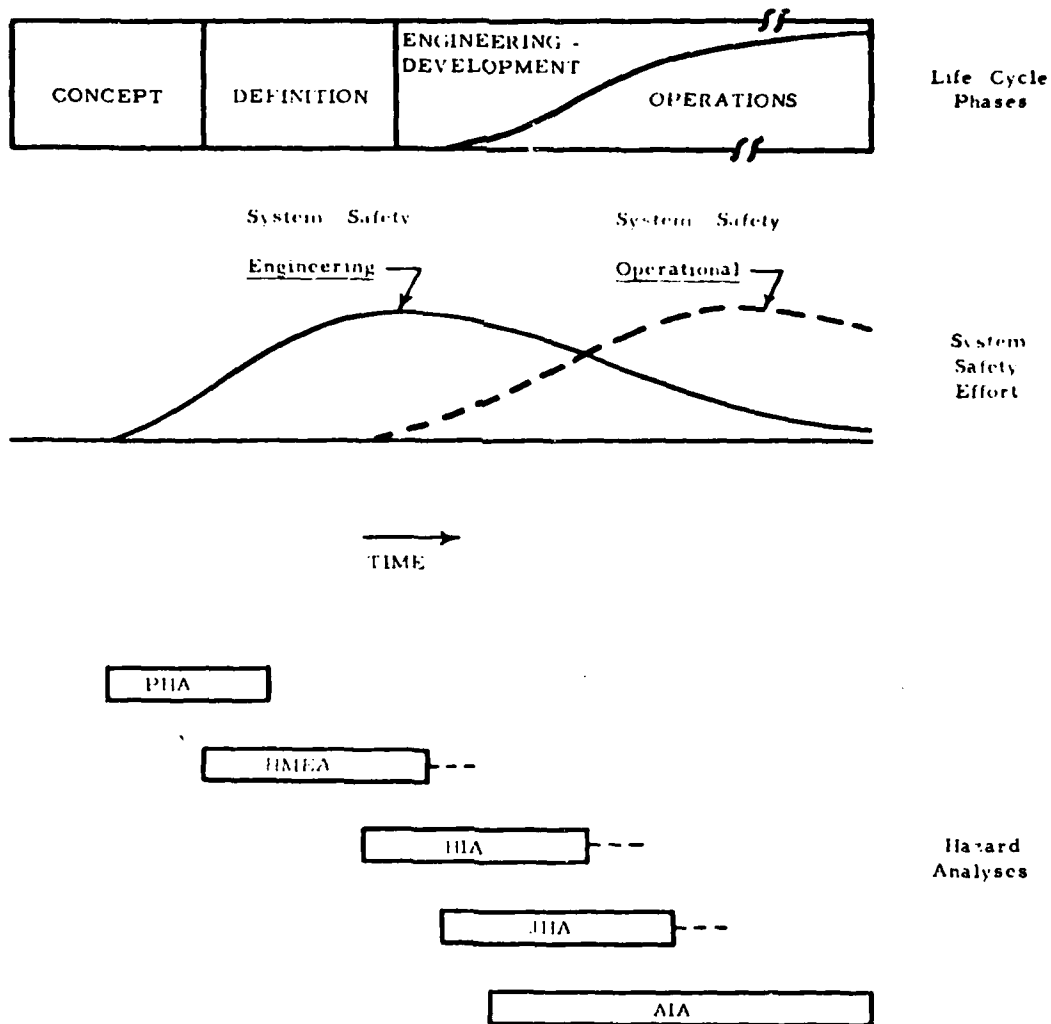 ENGINEERING -
DEVELOPMENT
CONCEPT
DEFINITION
OPERATIONS
Life Cycle
Phases
System Safety
Engineering
System Safety
Operational
System
Safety
Effort
TIME
PHA
HMEA
HIA
JHA
AIA
Hazard
Analyses